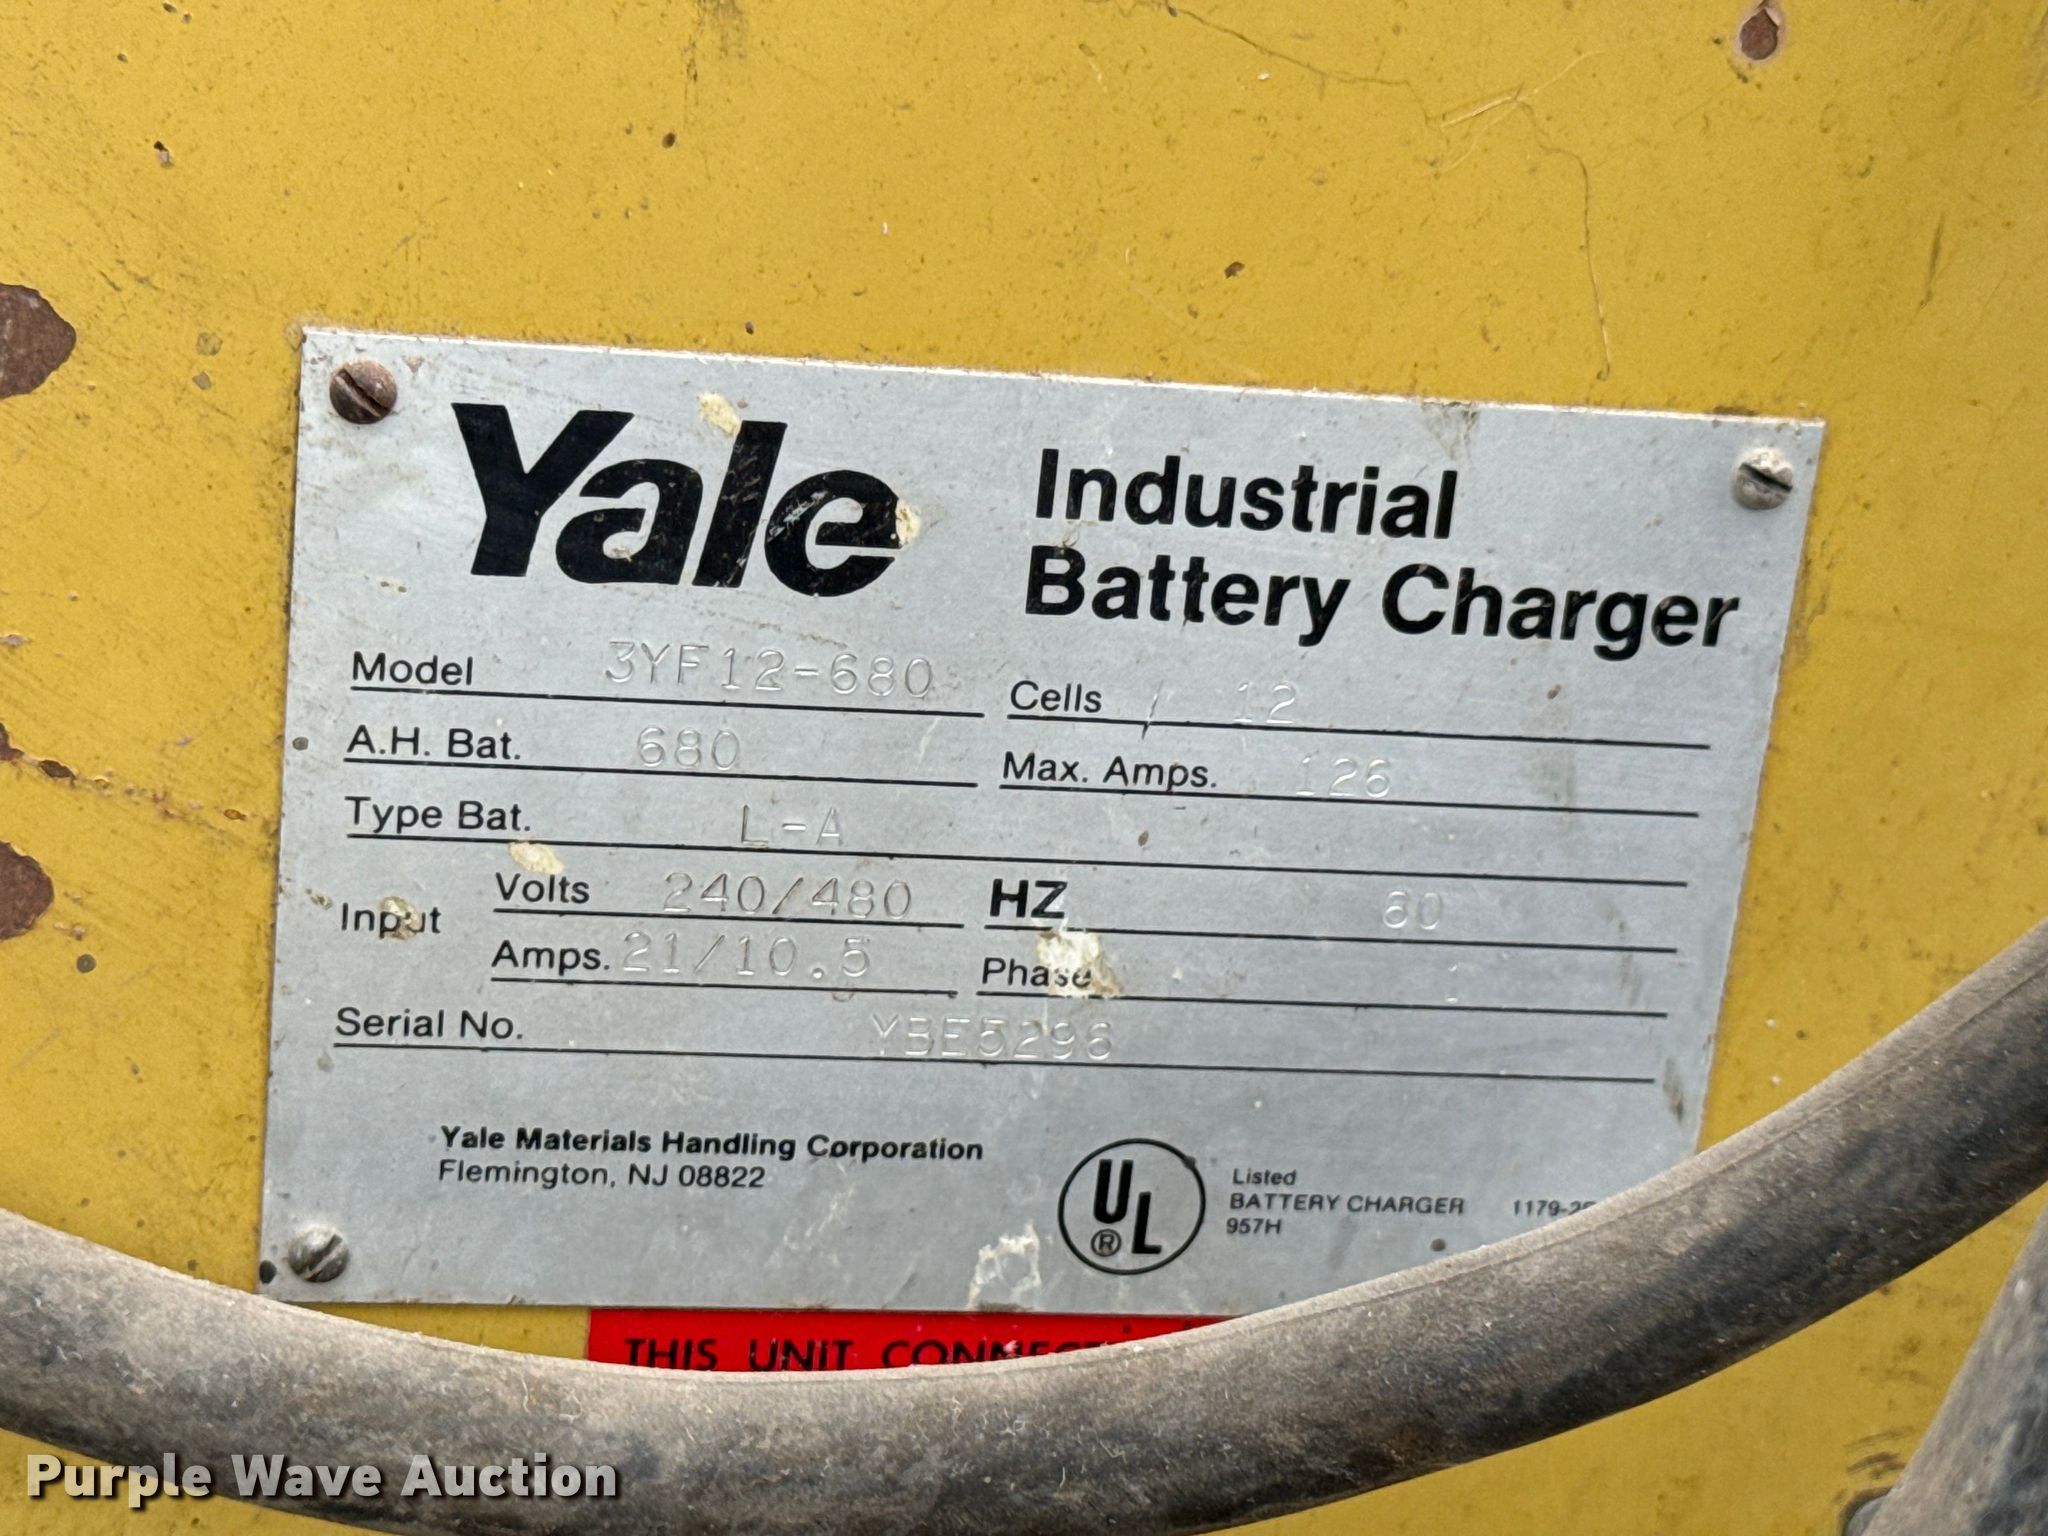 Yale
Industrial
Battery Charger
Model 3YF12-680
Cells 12
A.H. Bat. 680
Max. Amps. 126
Type Bat. L-A
Input
Volts 240/480
HZ 60
Amps. 21/10.5
Phase
Serial No. YBE5296
Yale Materials Handling Corporation
Flemington, NJ 08822
UL
®
Listed
BATTERY CHARGER
957H
THIS UNIT
Purple Wave Auction